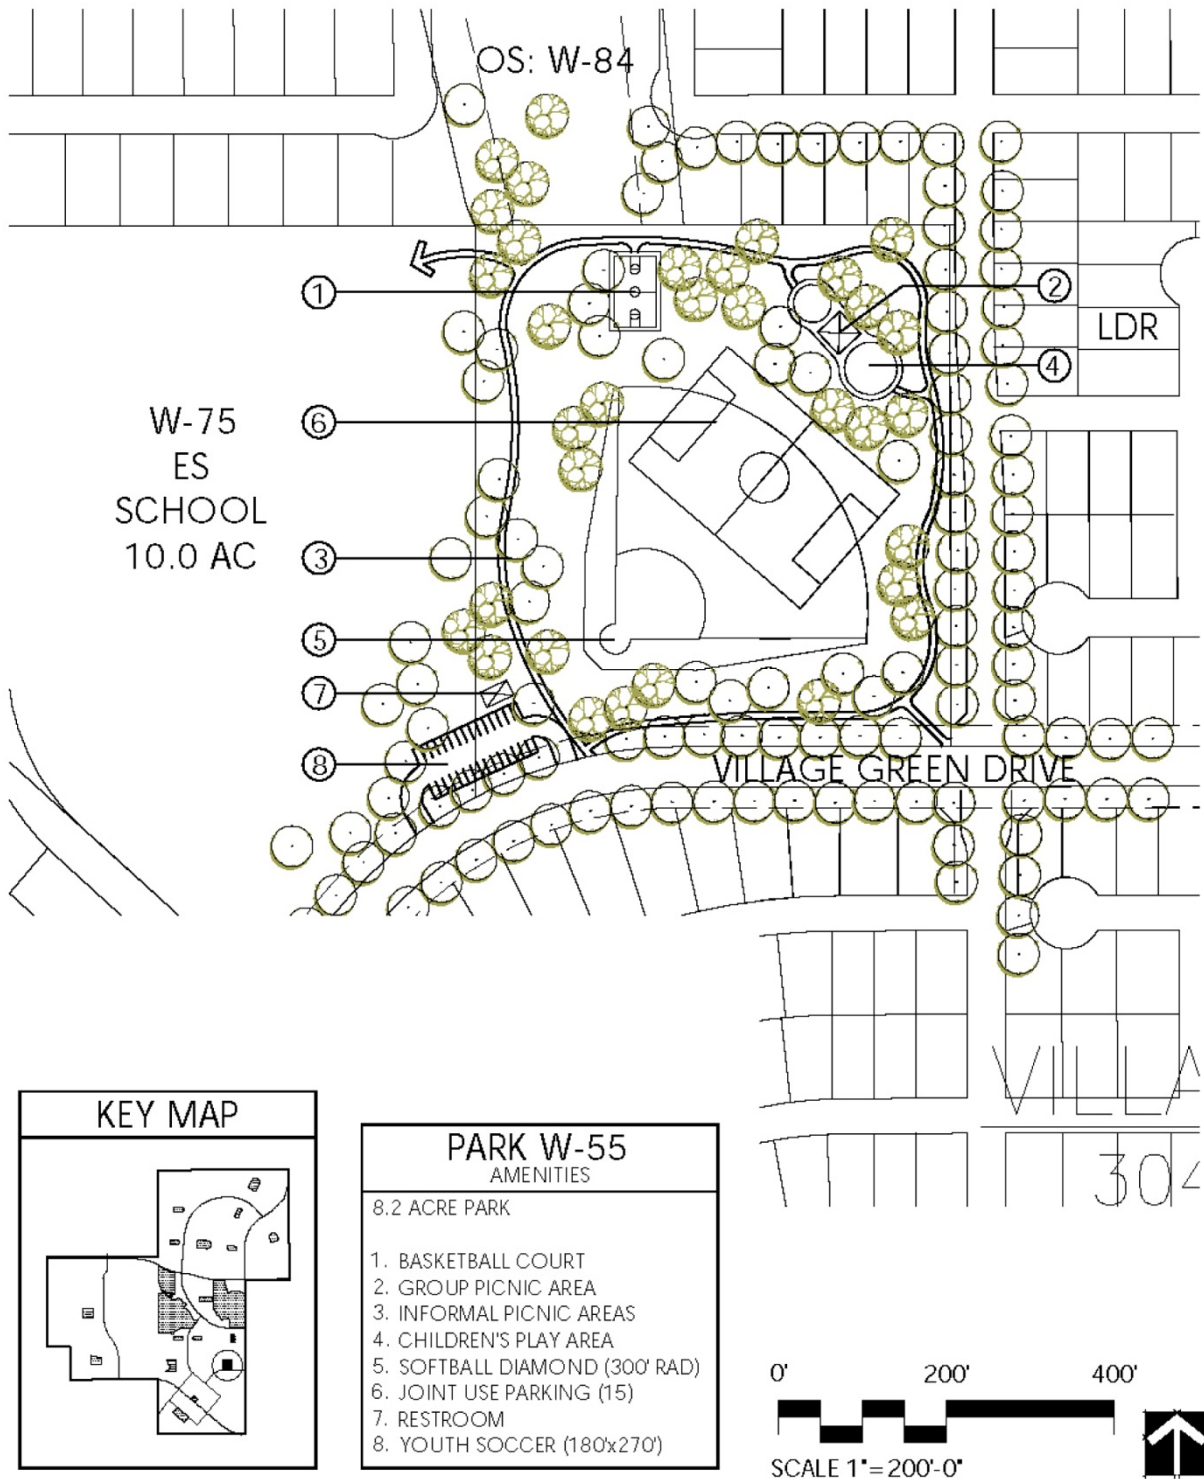 OS: W-84
1
2
LDR
4
W-75
ES
SCHOOL
10.0 AC
6
3
5
7
8
VILLAGE GREEN DRIVE
VILLA
304
KEY MAP
PARK W-55
AMENITIES
8.2 ACRE PARK
1. BASKETBALL COURT
2. GROUP PICNIC AREA
3. INFORMAL PICNIC AREAS
4. CHILDREN'S PLAY AREA
5. SOFTBALL DIAMOND (300' RAD)
6. JOINT USE PARKING (15)
7. RESTROOM
8. YOUTH SOCCER (180'x270')
0' 200' 400'
SCALE 1"=200'-0"